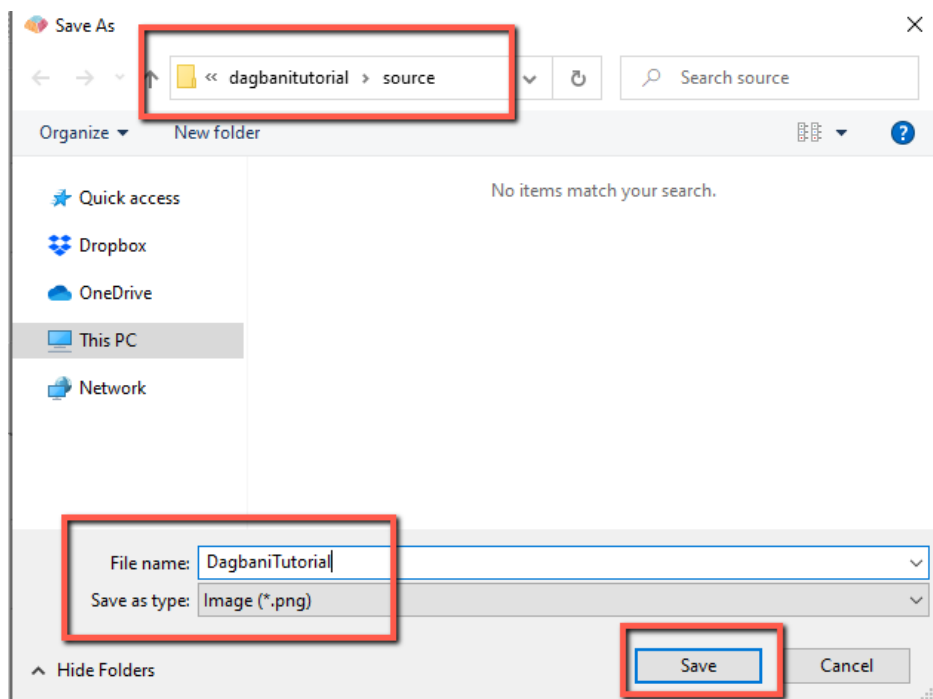 Save As
« dagbanitutorial › source
Search source
Organize
New folder
Quick access
No items match your search.
Dropbox
OneDrive
This PC
Network
File name: DagbaniTutorial
Save as type: Image (*.png)
Hide Folders
Save
Cancel